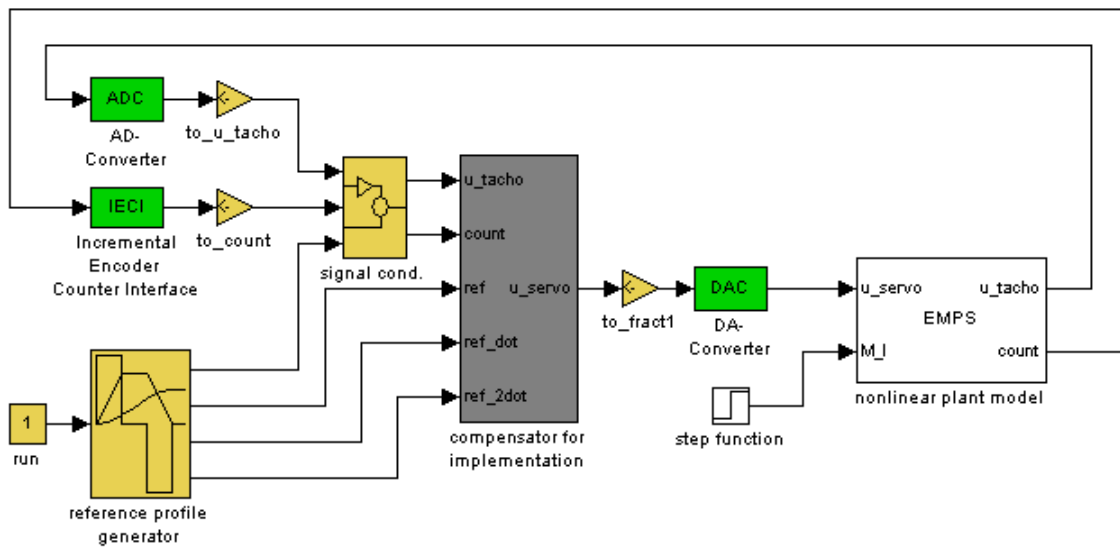 ADC
AD-
Converter
to_u_tacho
IECI
Incremental
Encoder
Counter Interface
to_count
signal cond.
u_tacho
count
ref
ref_dot
ref_2dot
u_servo
compensator for
implementation
to_fract1
DAC
DA-
Converter
u_servo
u_tacho
EMPS
M_l
count
nonlinear plant model
step function
1
run
reference profile
generator